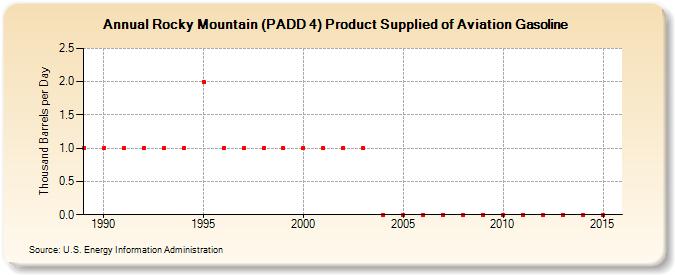 Annual Rocky Mountain (PADD 4) Product Supplied of Aviation Gasoline
Thousand Barrels per Day
2.5
2.0
1.5
1.0
0.5
0.0
1990 1995 2000 2005 2010 2015
Source: U.S. Energy Information Administration